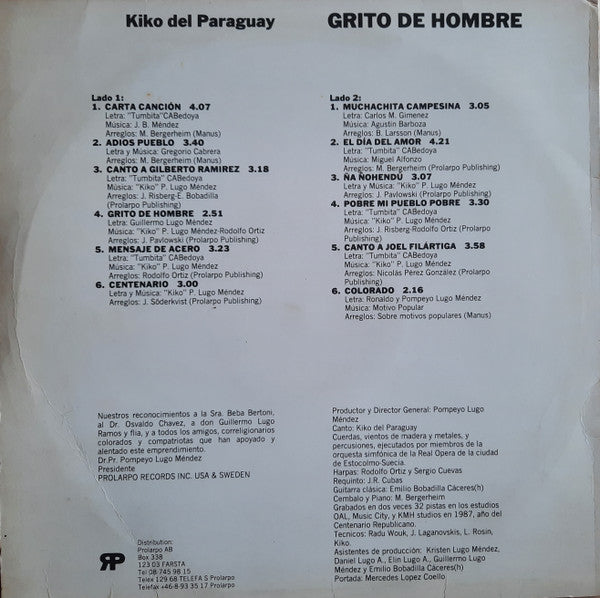 Kiko del Paraguay
GRITO DE HOMBRE
Lado 1:
1. CARTA CANCIÓN 4.07
Letra: "Tumbita"CABedoya
Música: J. B. Méndez
Arreglos: M. Bergerheim (Manus)
2. ADIOS PUEBLO 3.40
Letra y Música: Gregorio Cabrera
Arreglos: M. Bergerheim (Manus)
3. CANTO A GILBERTO RAMIREZ 3.18
Letra: "Tumbita" CABedoya
Música: "Kiko" P. Lugo Méndez
Arreglos: J. Risberg-E. Bobadilla
(Prolarpo Publishing)
4. GRITO DE HOMBRE 2.51
Letra: Guillermo Lugo Méndez
Música: "Kiko" P. Lugo Méndez-Rodolfo Ortiz
Arreglos: J. Pavlowski (Prolarpo Publishing)
5. MENSAJE DE ACERO 3.23
Letra: "Tumbita" CABedoya
Música: "Kiko" P. Lugo Méndez
Arreglos: Rodolfo Ortiz (Prolarpo Publishing)
6. CENTENARIO 3.00
Letra y Música: "Kiko" P. Lugo Méndez
Arreglos: J. Söderkvist (Prolarpo Publishing)
Lado 2:
1. MUCHACHITA CAMPESINA 3.05
Letra: Carlos M. Gimenez
Música: Agustin Barboza
Arreglos: B. Larsson (Manus)
2. EL DÍA DEL AMOR 4.21
Letra: "Tumbita" CABedoya
Música: Miguel Alfonzo
Arreglos: M. Bergerheim (Prolarpo Publishing)
3. ÑA ÑOHENDÚ 3.07
Letra y Música: "Kiko" P. Lugo Méndez
Arreglos: J. Pavlowski (Prolarpo Publishing)
4. POBRE MI PUEBLO POBRE 3.30
Letra: "Tumbita" CABedoya
Música: "Kiko" P. Lugo Méndez
Arreglos: J. Risberg-Rodolfo Ortiz (Prolarpo
Publishing)
5. CANTO A JOEL FILÁRTIGA 3.58
Letra: "Tumbita" CABedoya
Música: "Kiko" P. Lugo Méndez
Arreglos: Nicolás Pérez González (Prolarpo
Publishing)
6. COLORADO 2.16
Letra: Ronaldo y Pompeyo Lugo Méndez
Música: Motivo Popular
Arreglos: Sobre motivos populares (Manus)
Nuestros reconocimientos a la Sra. Beba Bertoni,
al Dr. Osvaldo Chavez, a don Guillermo Lugo
Ramos y flia, y a todos los amigos, correligionarios
colorados y compatriotas que han apoyado y
alentado este emprendimiento.
Dr.Pr. Pompeyo Lugo Méndez
Presidente
PROLARPO RECORDS INC. USA & SWEDEN
Productor y Director General: Pompeyo Lugo
Méndez
Canto: Kiko del Paraguay
Cuerdas, vientos de madera y metales, y
percusiones, ejecutados por miembros de la
orquesta simfónica de la Real Opera de la ciudad
de Estocolmo-Suecia.
Harpas: Rodolfo Ortiz y Sergio Cuevas
Requinto: J.R. Cubas
Guitarra clásica: Emilio Bobadilla Cáceres(h)
Cembalo y Piano: M. Bergerheim
Grabados en dos veces 32 pistas en los estudios
OAL, Music City, y KMH studios en 1987, año del
Centenario Republicano.
Tecnicos: Radu Wouk, J. Laganovskis, L. Rosin,
Kiko.
Asistentes de producción: Kristen Lugo Méndez,
Daniel Lugo A., Elin Lugo A., Guillermo Lugo
Méndez y Emilio Bobadilla Cáceres(h)
Portada: Mercedes Lopez Coello
Distribution:
Prolarpo AB
Box 338
123 03 FARSTA
Tel 08-745 98 15
Telex 129 68 TELEFA S Prolarpo
Telefax +46-8-93 35 17 Prolarpo